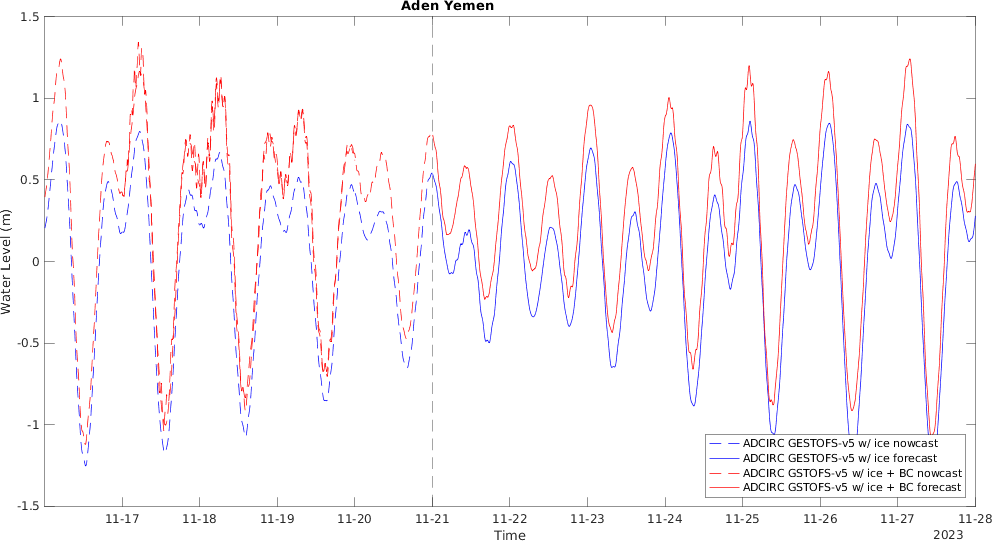 Aden Yemen
1.5
1
0.5
0
-0.5
-1
-1.5
Water Level (m)
ADCIRC GESTOFS-v5 w/ ice nowcast
ADCIRC GESTOFS-v5 w/ ice forecast
ADCIRC GSTOFS-v5 w/ ice + BC nowcast
ADCIRC GSTOFS-v5 w/ ice + BC forecast
11-17 11-18 11-19 11-20 11-21 11-22 11-23 11-24 11-25 11-26 11-27 11-28
Time
2023